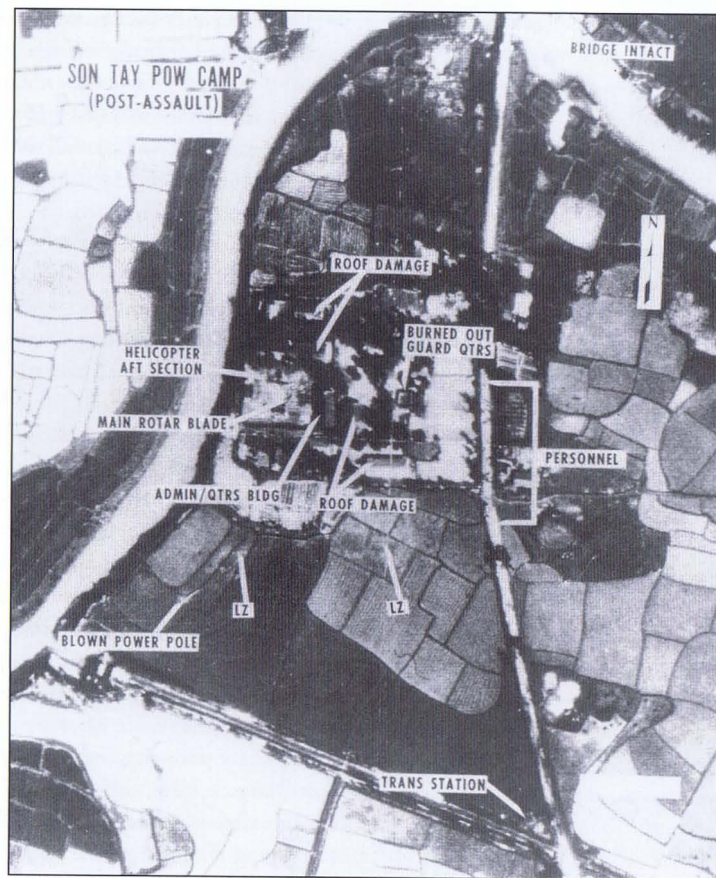 BRIDGE INTACT
SON TAY POW CAMP
(POST-ASSAULT)
N
ROOF DAMAGE
BURNED OUT
GUARD QTRS
HELICOPTER
AFT SECTION
MAIN ROTAR BLADE
PERSONNEL
ADMIN/QTRS BLDG
ROOF DAMAGE
LZ
LZ
BLOWN POWER POLE
TRANS STATION